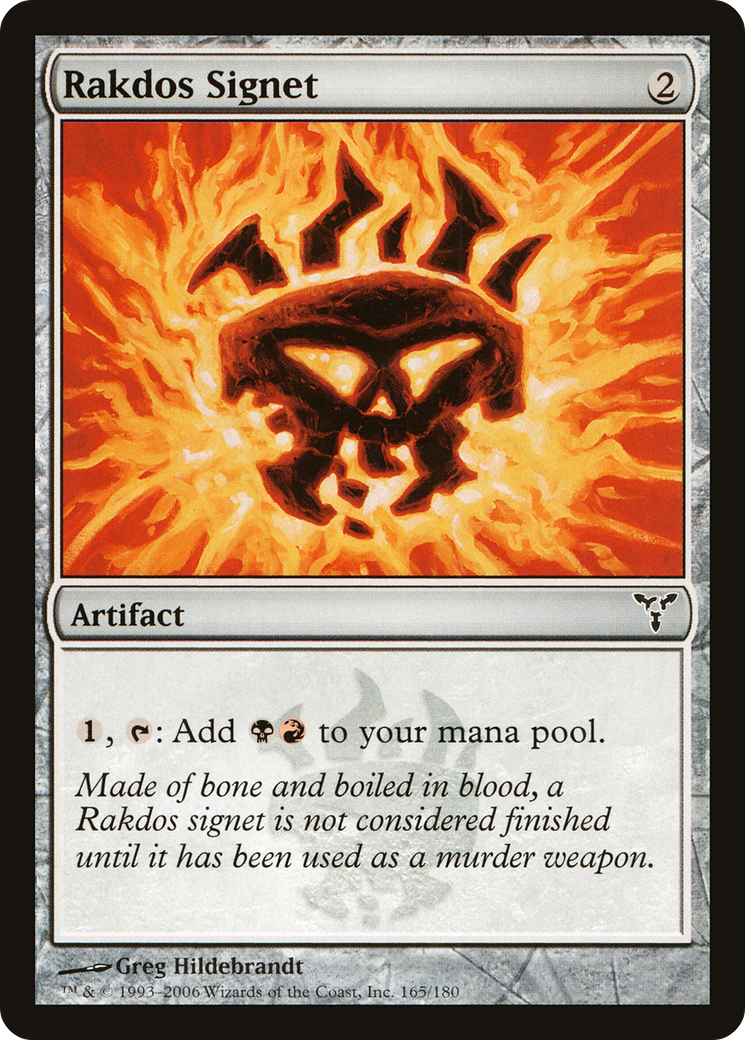 Rakdos Signet 2
Artifact
1, : Add to your mana pool.
Made of bone and boiled in blood, a
Rakdos signet is not considered finished
until it has been used as a murder weapon.
Greg Hildebrandt
™ & © 1993–2006 Wizards of the Coast, Inc. 165/180